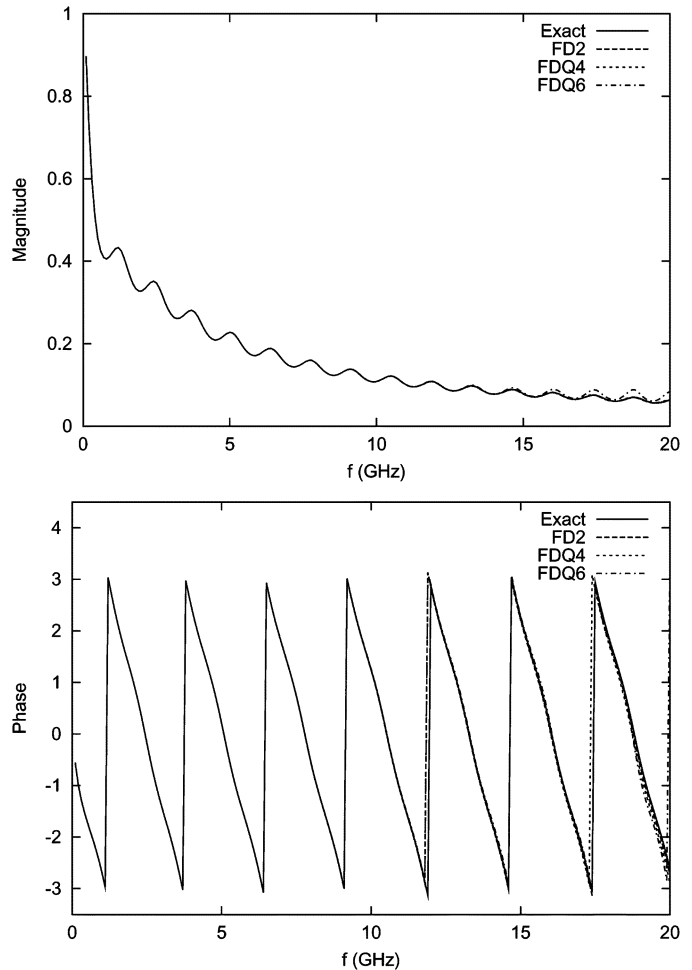 1
0.8
0.6
0.4
0.2
0
Magnitude
Exact
FD2
FDQ4
FDQ6
0 5 10 15 20
f (GHz)
4
3
2
1
0
-1
-2
-3
Phase
Exact
FD2
FDQ4
FDQ6
0 5 10 15 20
f (GHz)